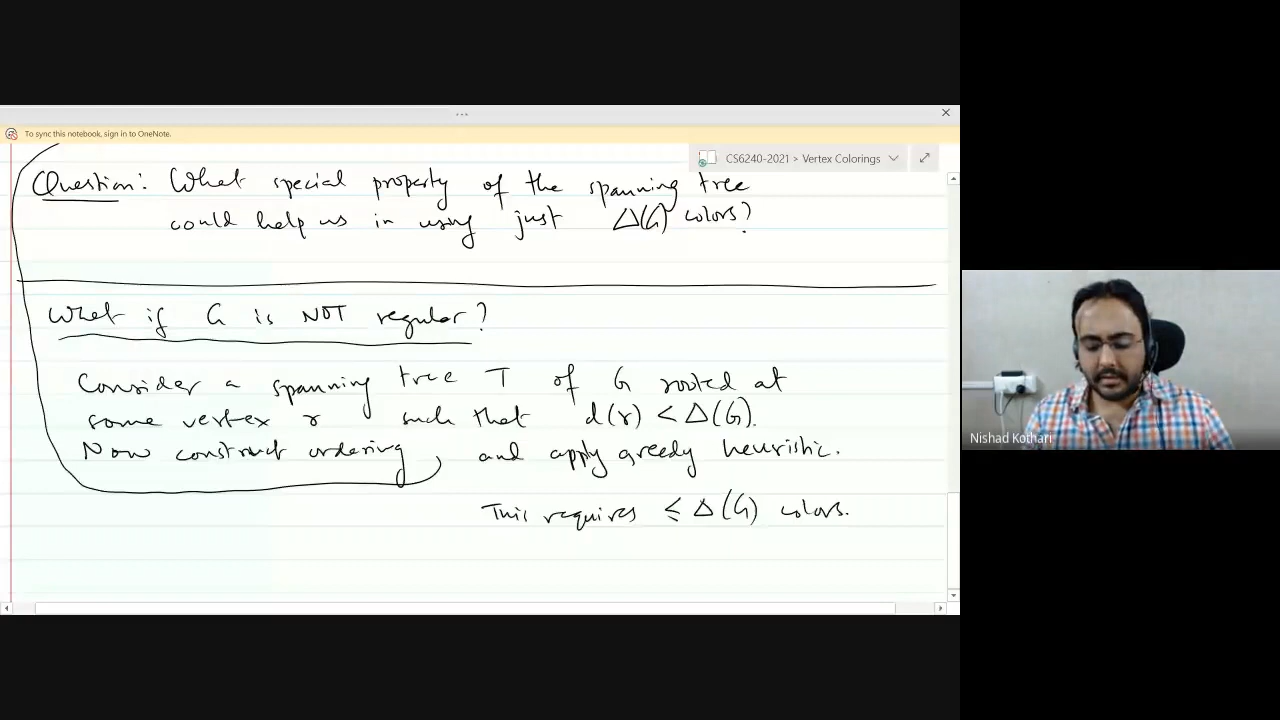 To sync this notebook, sign in to OneNote.
CS6240-2021 > Vertex Colorings
Question: What special property of the spanning tree
could help us in using just Δ(G) colors?
What if G is NOT regular?
Consider a spanning tree T of G rooted at
some vertex r such that d(r) < Δ(G).
Now construct ordering, and apply greedy heuristic.
This requires ≤ Δ(G) colors.
Nishad Kothari